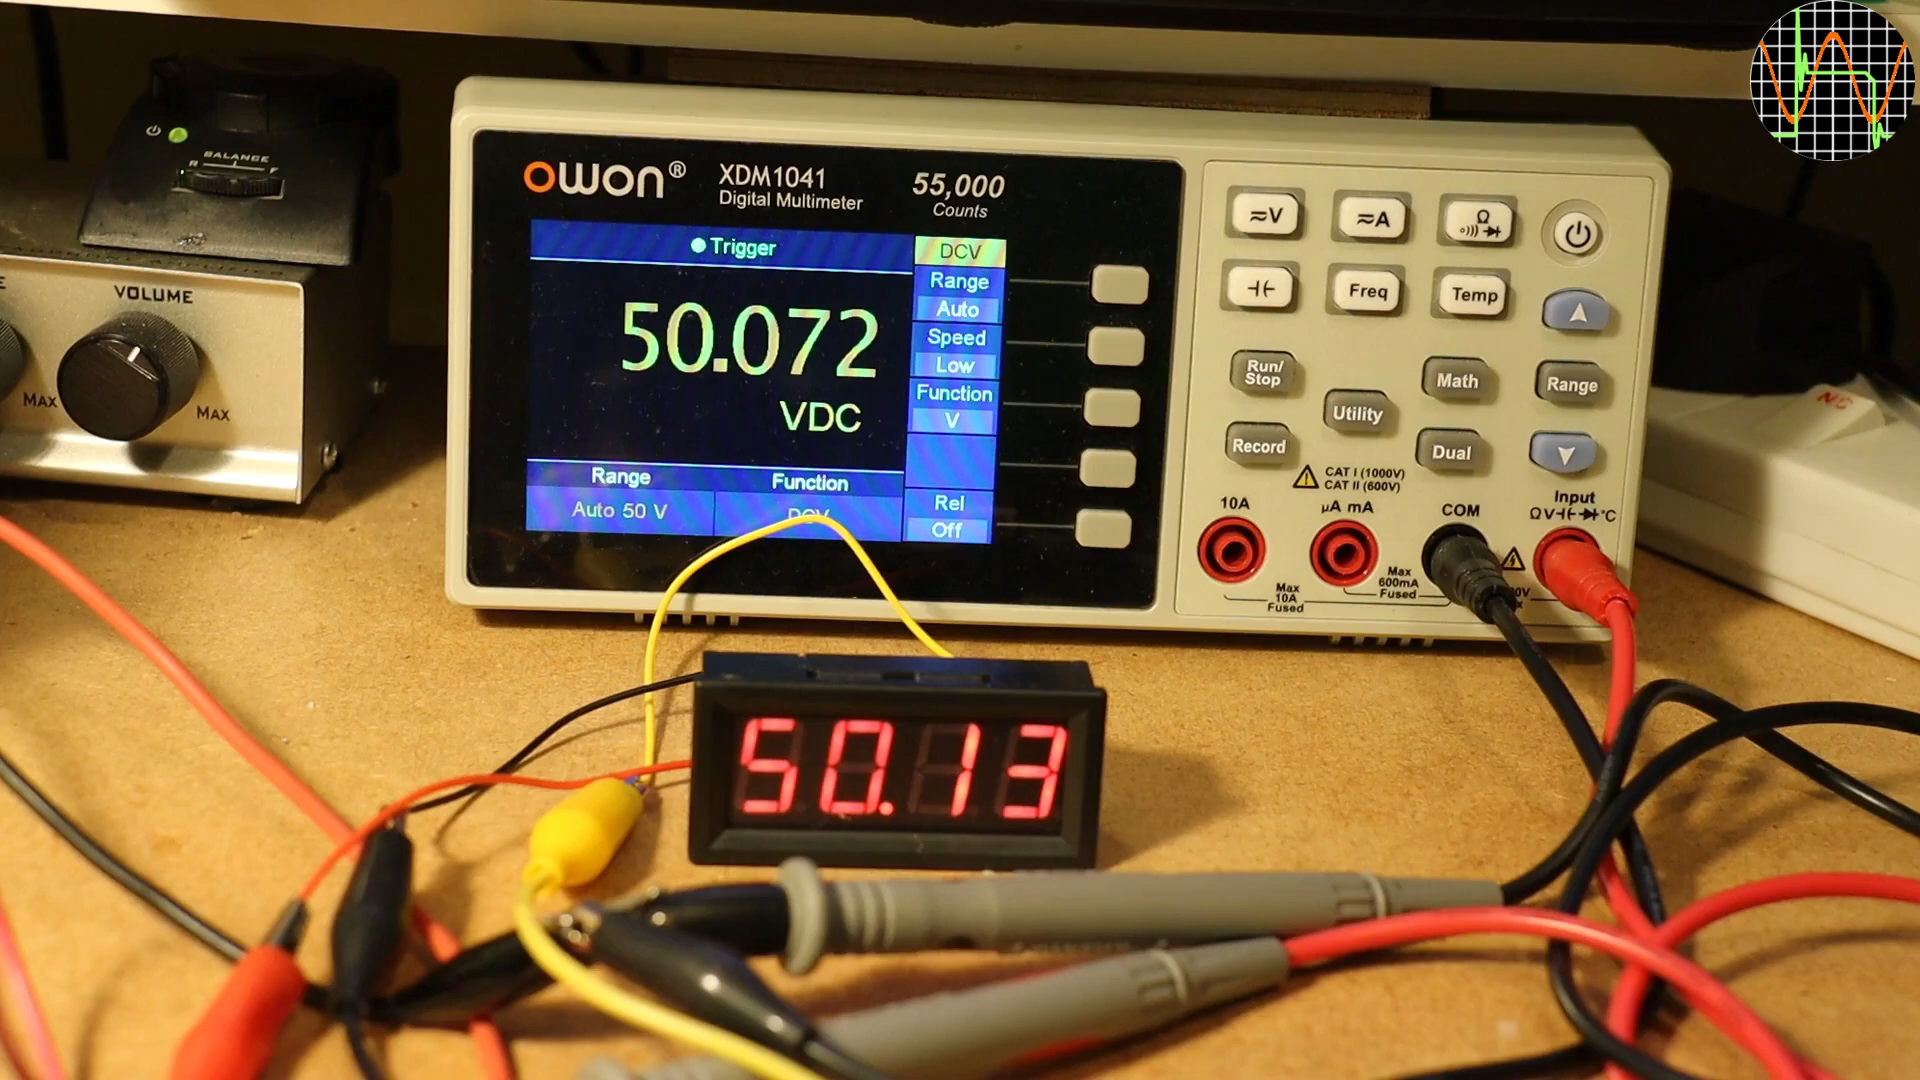 BALANCE
R
VOLUME
MAX
MAX
owon®
XDM1041
Digital Multimeter
55,000
Counts
Trigger
DCV
Range
Auto
50.072
Speed
Low
VDC
Function
V
Range
Function
Auto 50 V
DCV
Rel
Off
≂V
≂A
Ω
Freq
Temp
Run/
Stop
Math
Range
Utility
Record
Dual
CAT I (1000V)
CAT II (600V)
10A
μA mA
COM
Input
ΩV °C
Max
10A
Fused
Max
600mA
Fused
50.13